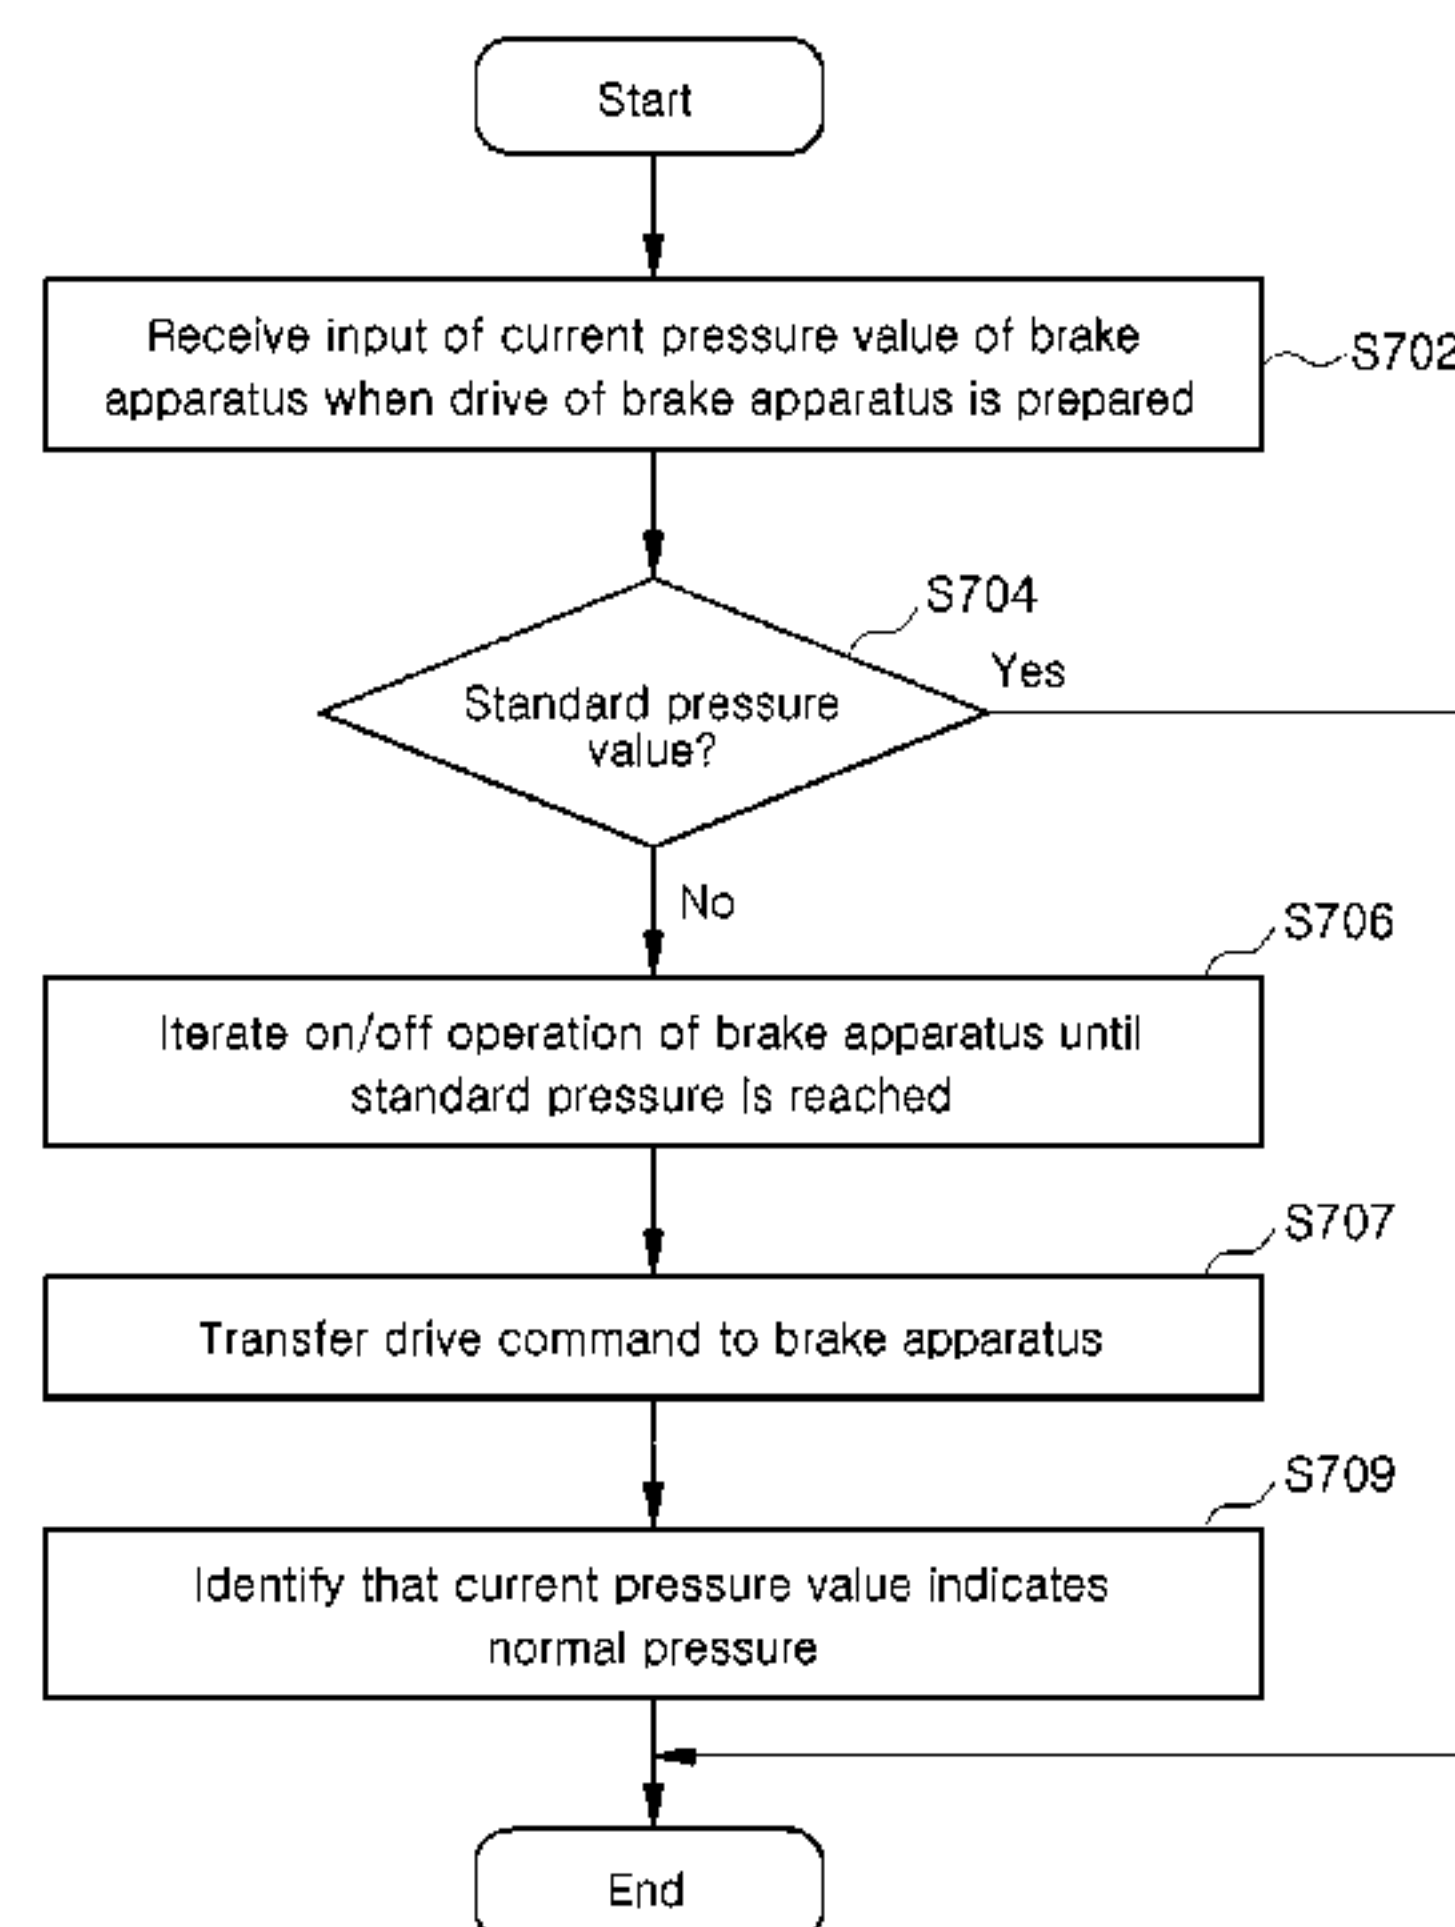 Start
Receive input of current pressure value of brake
apparatus when drive of brake apparatus is prepared
S702
S704
Yes
Standard pressure
value?
No
S706
Iterate on/off operation of brake apparatus until
standard pressure is reached
S707
Transfer drive command to brake apparatus
S709
Identify that current pressure value indicates
normal pressure
End